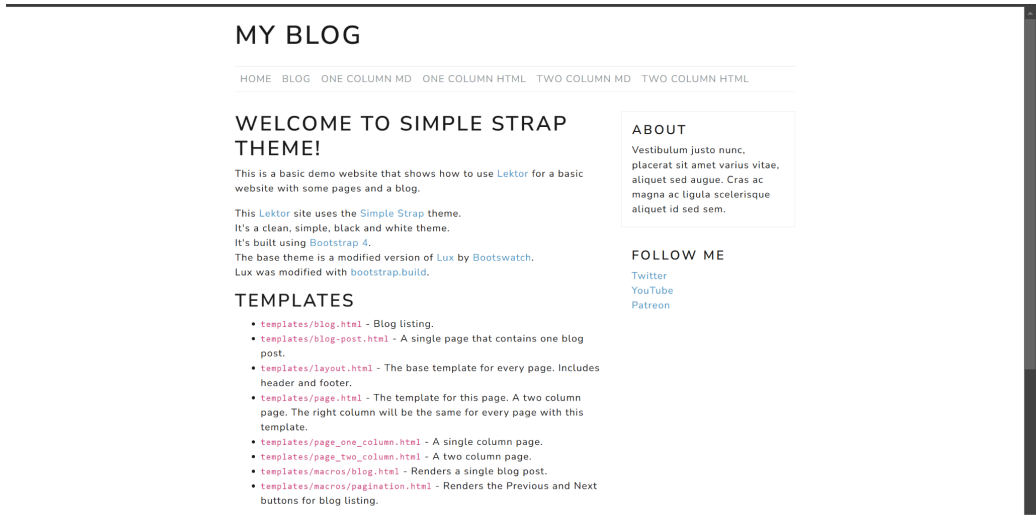 MY BLOG
HOME BLOG ONE COLUMN MD ONE COLUMN HTML TWO COLUMN MD TWO COLUMN HTML
WELCOME TO SIMPLE STRAP
THEME!
This is a basic demo website that shows how to use Lektor for a basic
website with some pages and a blog.
This Lektor site uses the Simple Strap theme.
It's a clean, simple, black and white theme.
It's built using Bootstrap 4.
The base theme is a modified version of Lux by Bootswatch.
Lux was modified with bootstrap.build.
TEMPLATES
• templates/blog.html - Blog listing.
• templates/blog-post.html - A single page that contains one blog
post.
• templates/layout.html - The base template for every page. Includes
header and footer.
• templates/page.html - The template for this page. A two column
page. The right column will be the same for every page with this
template.
• templates/page_one_column.html - A single column page.
• templates/page_two_column.html - A two column page.
• templates/macros/blog.html - Renders a single blog post.
• templates/macros/pagination.html - Renders the Previous and Next
buttons for blog listing.
ABOUT
Vestibulum justo nunc,
placerat sit amet varius vitae,
aliquet sed augue. Cras ac
magna ac ligula scelerisque
aliquet id sed sem.
FOLLOW ME
Twitter
YouTube
Patreon